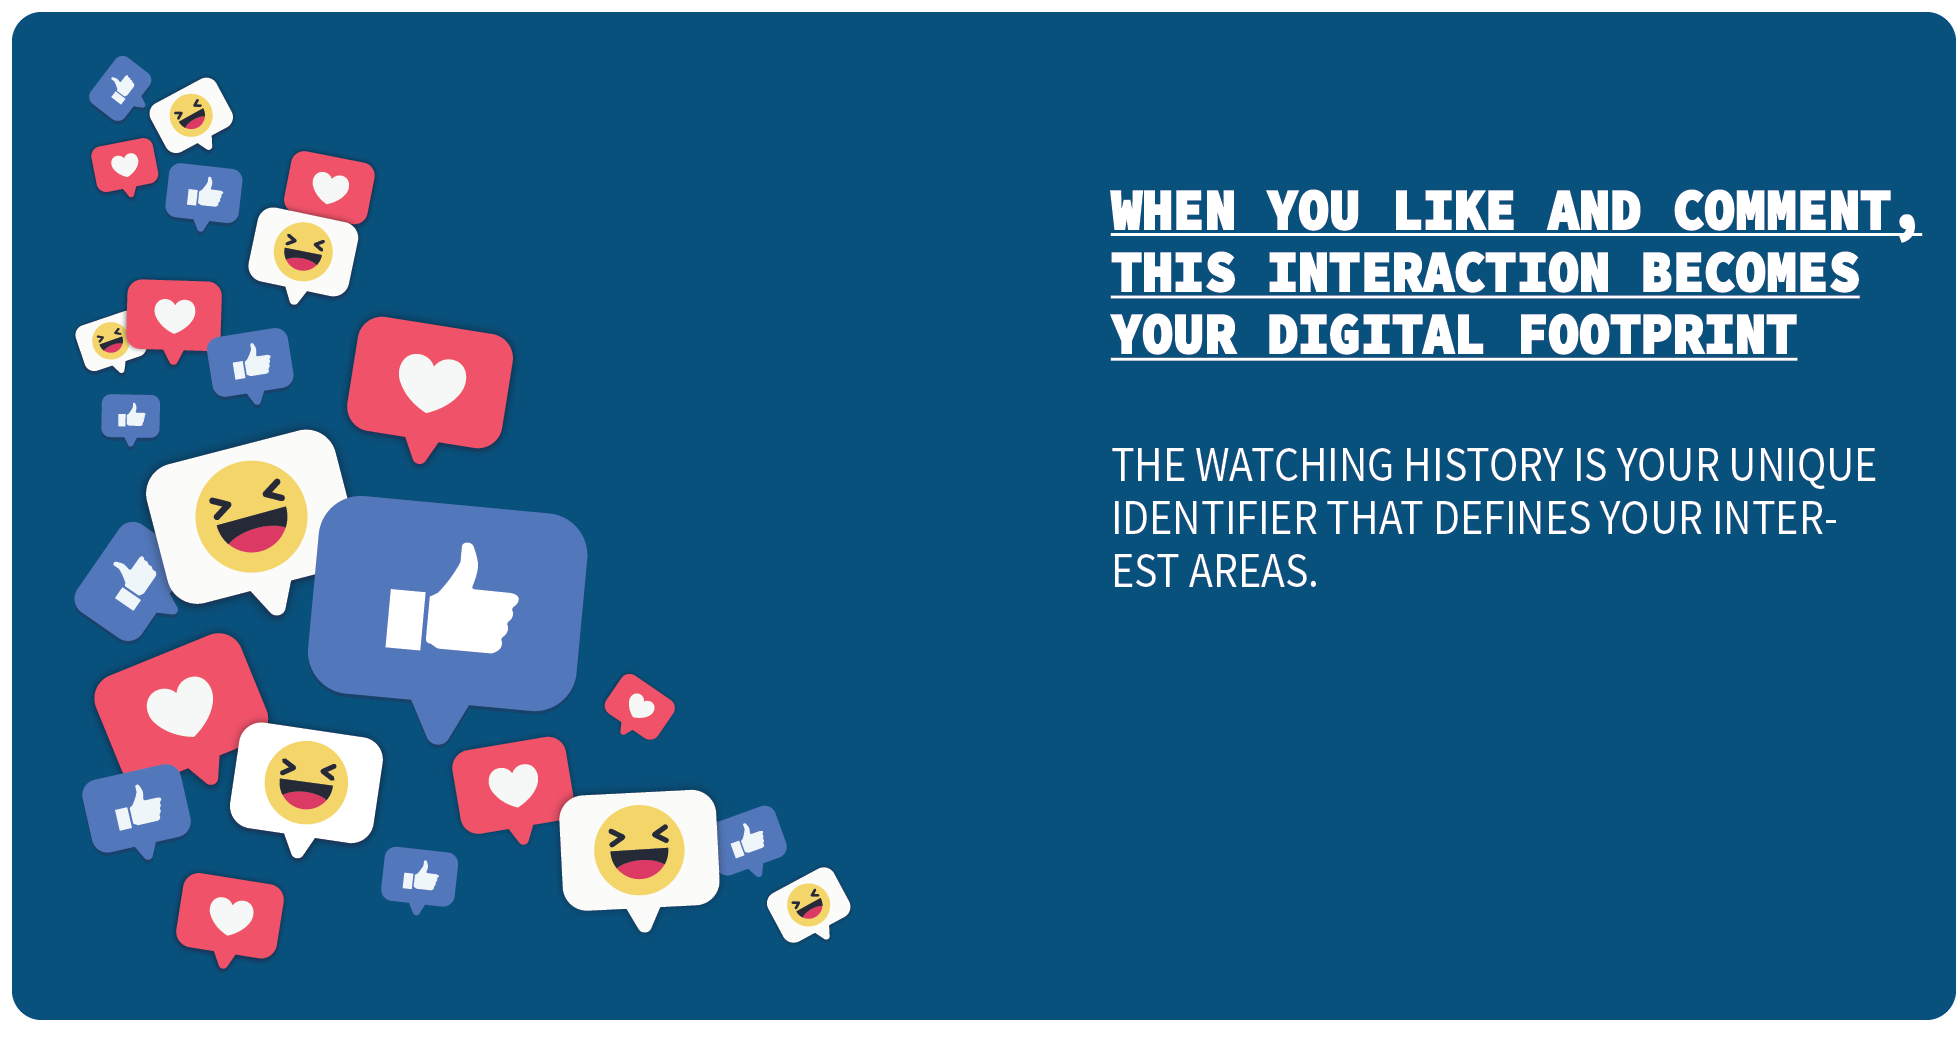 WHEN YOU LIKE AND COMMENT,
THIS INTERACTION BECOMES
YOUR DIGITAL FOOTPRINT
THE WATCHING HISTORY IS YOUR UNIQUE
IDENTIFIER THAT DEFINES YOUR INTER-
EST AREAS.